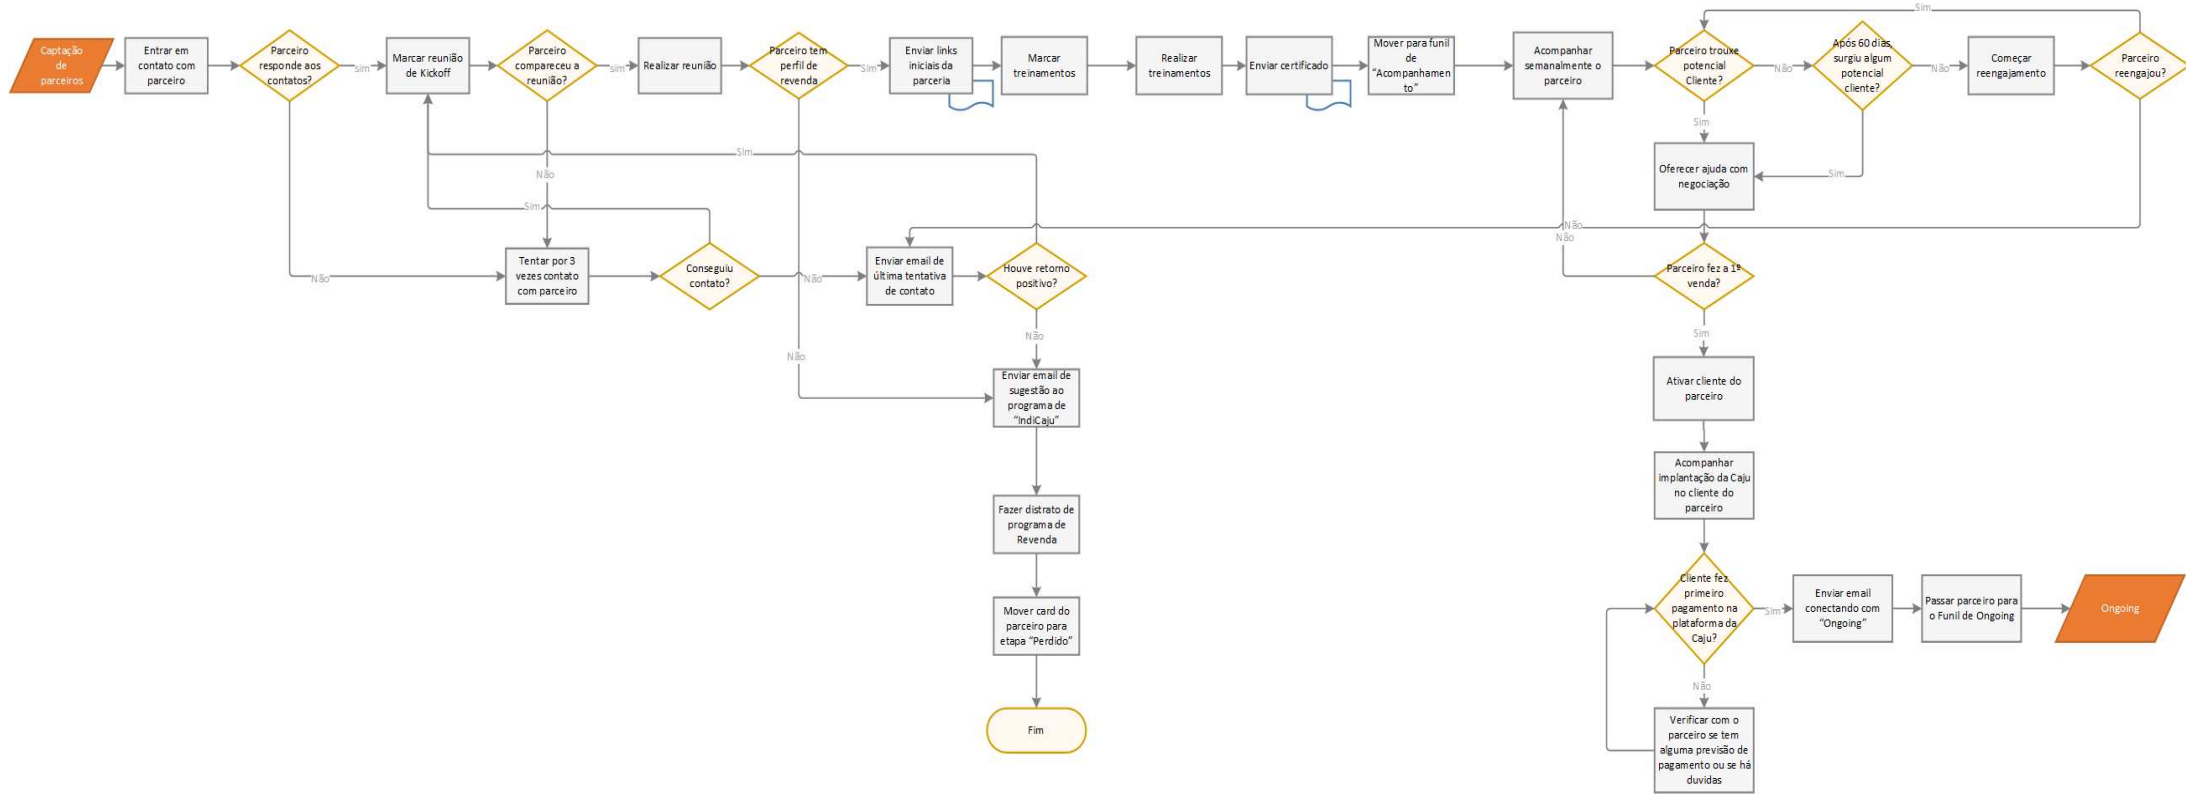 Captação
de
parceiros
Entrar em
contato com
parceiro
Parceiro
responde aos
contatos?
Sim
Marcar reunião
de Kickoff
Parceiro
compareceu a
reunião?
Sim
Realizar reunião
Parceiro tem
perfil de
revenda
Sim
Enviar links
iniciais da
parceria
Marcar
treinamentos
Realizar
treinamentos
Enviar certificado
Mover para funil
de
“Acompanhamen
to”
Acompanhar
semanalmente o
parceiro
Parceiro trouxe
potencial
Cliente?
Não
Após 60 dias,
surgiu algum
potencial
cliente?
Não
Começar
reengajamento
Parceiro
reengajou?
Sim
Sim
Sim
Oferecer ajuda com
negociação
Não
Não
Sim
Sim
Não
Tentar por 3
vezes contato
com parceiro
Conseguiu
contato?
Não
Enviar email de
última tentativa
de contato
Houve retorno
positivo?
Não
Parceiro fez a 1ª
venda?
Não
Não
Sim
Enviar email de
sugestão ao
programa de
“IndiCaju”
Ativar cliente do
parceiro
Fazer distrato de
programa de
Revenda
Acompanhar
implantação da Caju
no cliente do
parceiro
Mover card do
parceiro para
etapa “Perdido”
Cliente fez
primeiro
pagamento na
plataforma da
Caju?
Sim
Enviar email
conectando com
“Ongoing”
Passar parceiro para
o Funil de Ongoing
Ongoing
Não
Fim
Verificar com o
parceiro se tem
alguma previsão de
pagamento ou se há
duvidas